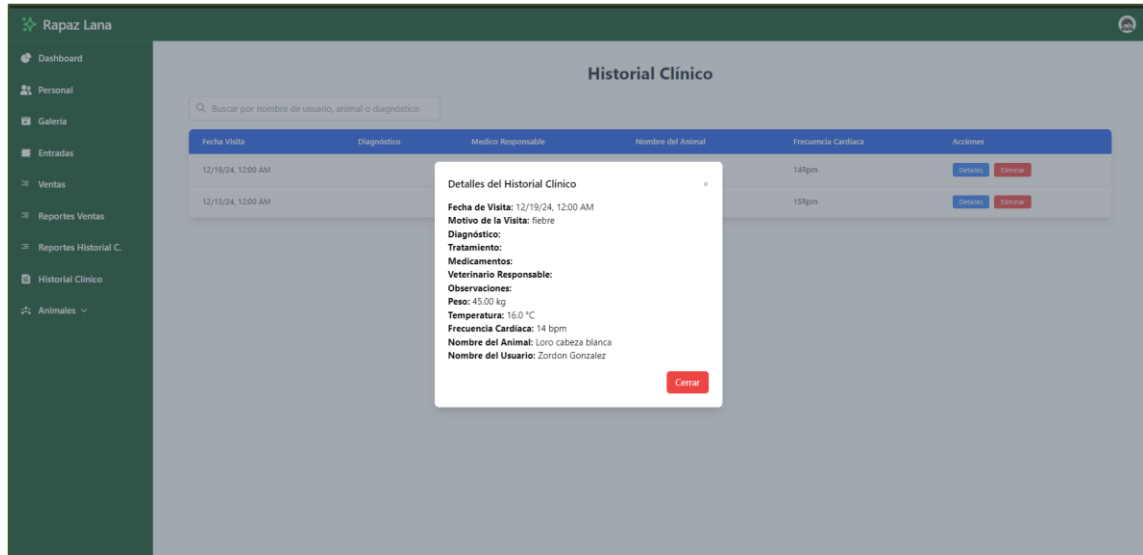 Rapaz Lana
Dashboard
Personal
Galeria
Entradas
Ventas
Reportes Ventas
Reportes Historial C.
Historial Clínico
Animales
Historial Clínico
Buscar por nombre de usuario, animal o diagnóstico
Fecha Visita Diagnóstico Medico Responsable Nombre del Animal Frecuencia Cardiaca Acciones
12/19/24, 12:00 AM 14Rpm Detalles Eliminar
12/13/24, 12:00 AM 15Rpm Detalles Eliminar
Detalles del Historial Clínico ×
Fecha de Visita: 12/19/24, 12:00 AM
Motivo de la Visita: fiebre
Diagnóstico:
Tratamiento:
Medicamentos:
Veterinario Responsable:
Observaciones:
Peso: 45.00 kg
Temperatura: 16.0 °C
Frecuencia Cardíaca: 14 bpm
Nombre del Animal: Loro cabeza blanca
Nombre del Usuario: Zordon Gonzalez
Cerrar